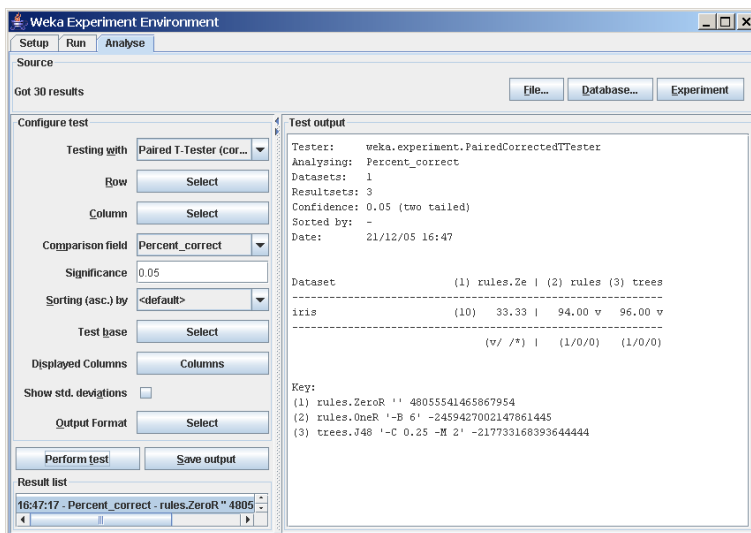 Weka Experiment Environment
Setup Run Analyse
Source
Got 30 results
File... Database... Experiment
Configure test
Testing with Paired T-Tester (cor...
Row Select
Column Select
Comparison field Percent_correct
Significance 0.05
Sorting (asc.) by <default>
Test base Select
Displayed Columns Columns
Show std. deviations
Output Format Select
Perform test Save output
Result list
16:47:17 - Percent_correct - rules.ZeroR '' 4805
Test output
Tester: weka.experiment.PairedCorrectedTTester
Analysing: Percent_correct
Datasets: 1
Resultsets: 3
Confidence: 0.05 (two tailed)
Sorted by: -
Date: 21/12/05 16:47
Dataset (1) rules.Ze | (2) rules (3) trees
--------------------------------------------------------------
iris (10) 33.33 | 94.00 v 96.00 v
--------------------------------------------------------------
(v/ /*) | (1/0/0) (1/0/0)
Key:
(1) rules.ZeroR '' 48055541465867954
(2) rules.OneR '-B 6' -2459427002147861445
(3) trees.J48 '-C 0.25 -M 2' -217733168393644444